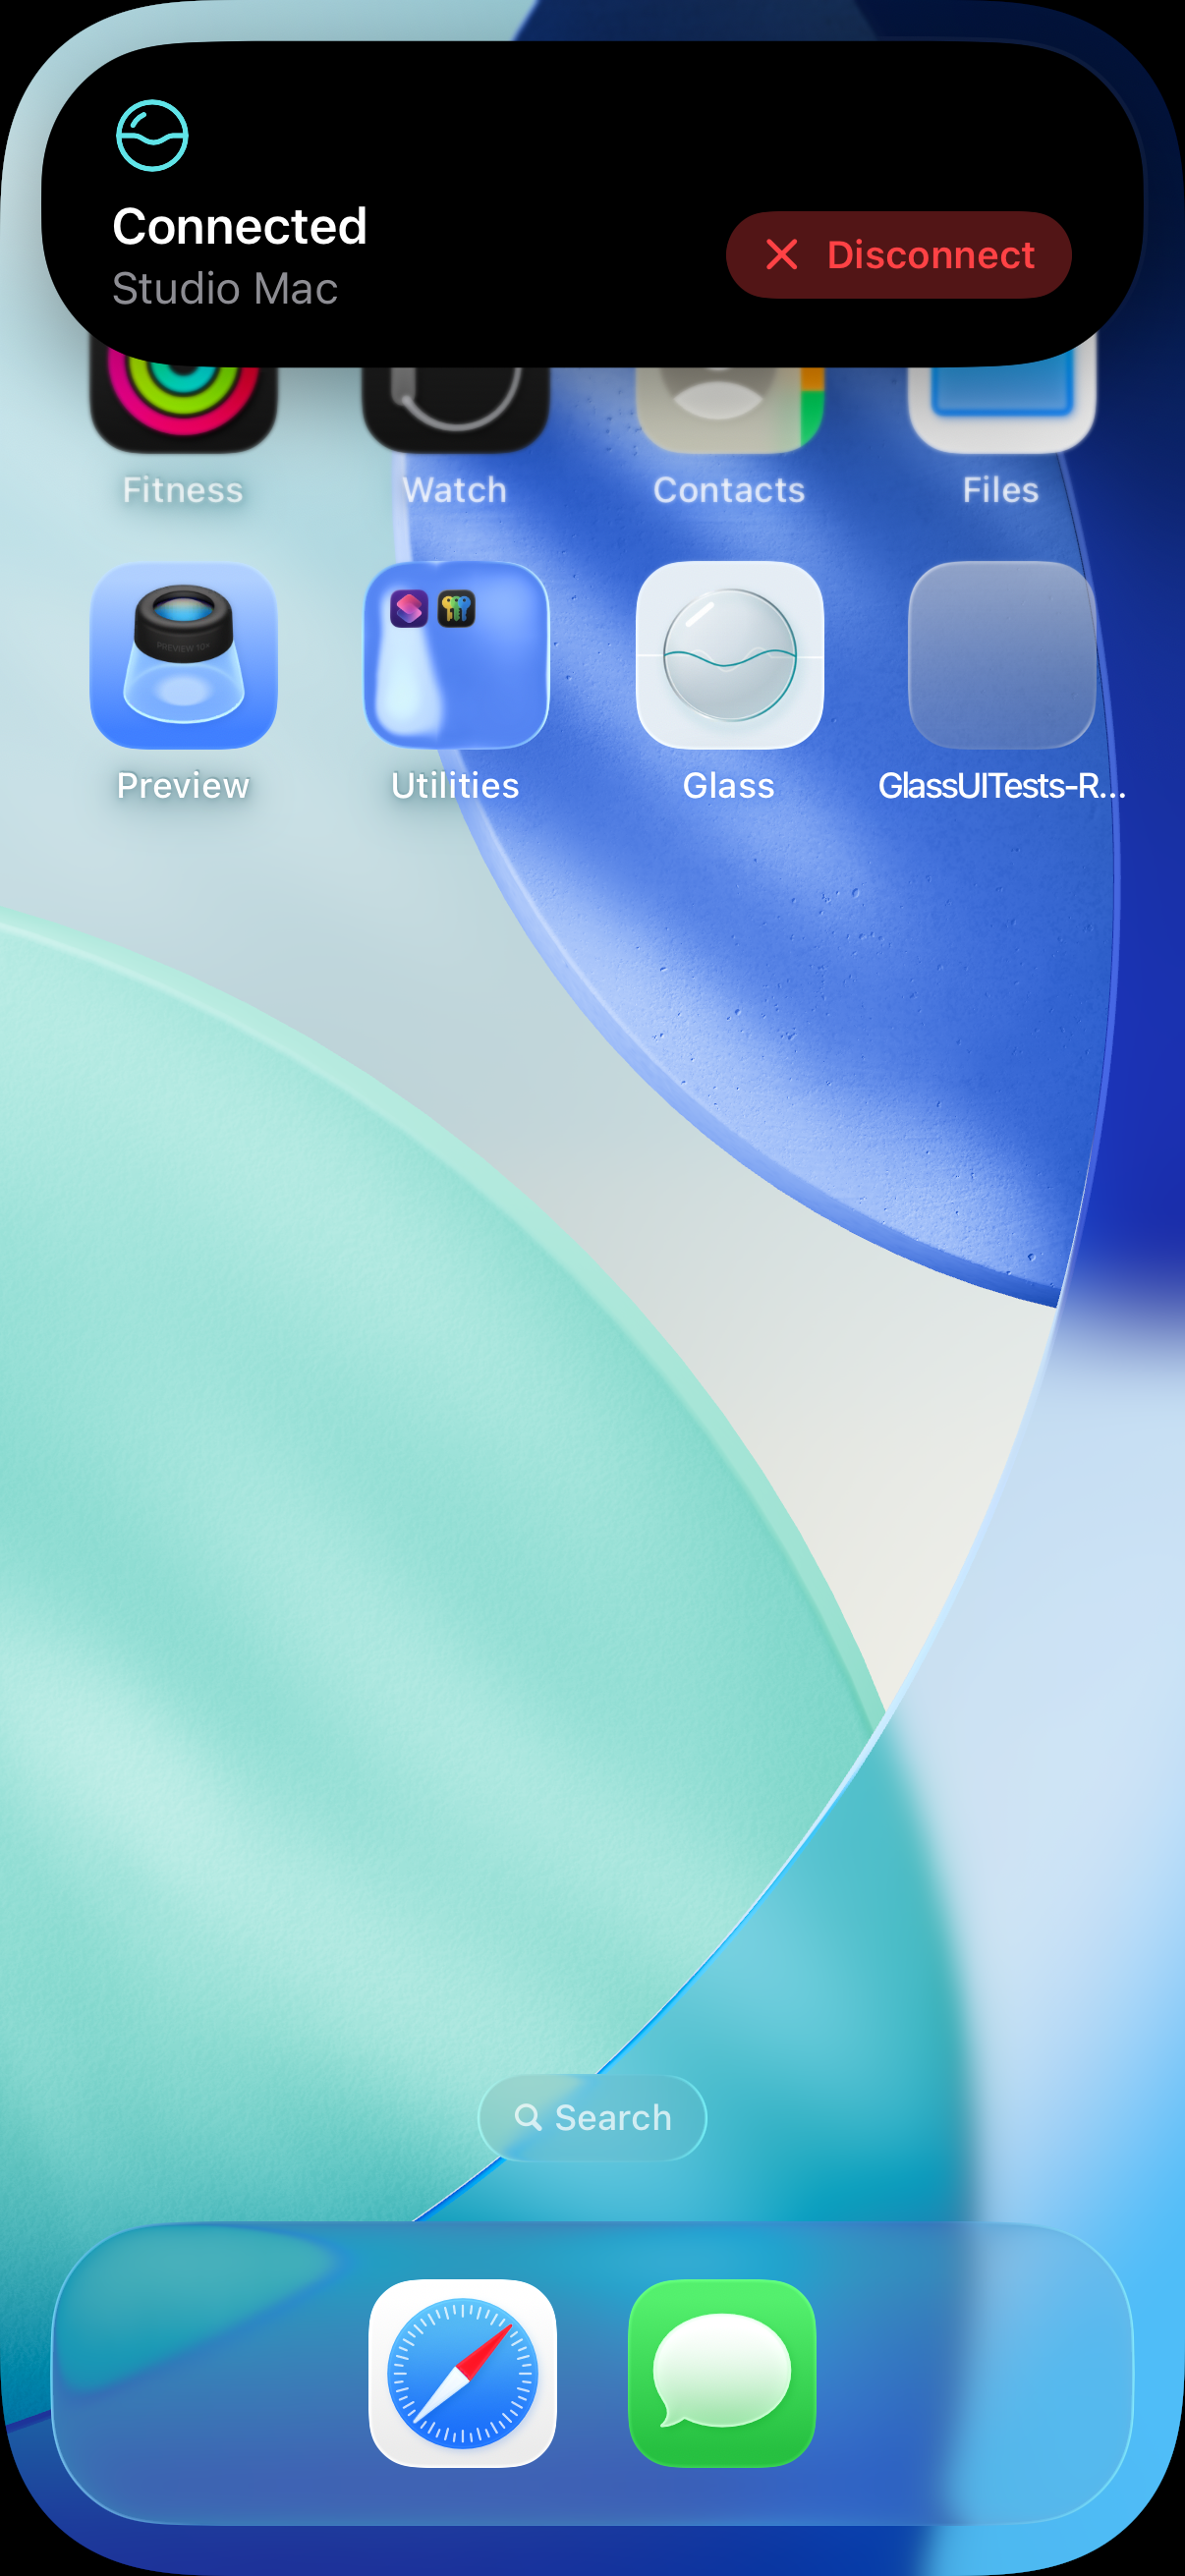 Connected
Studio Mac
Disconnect
Fitness
Watch
Contacts
Files
Preview
Utilities
Glass
GlassUITests-R...
Search